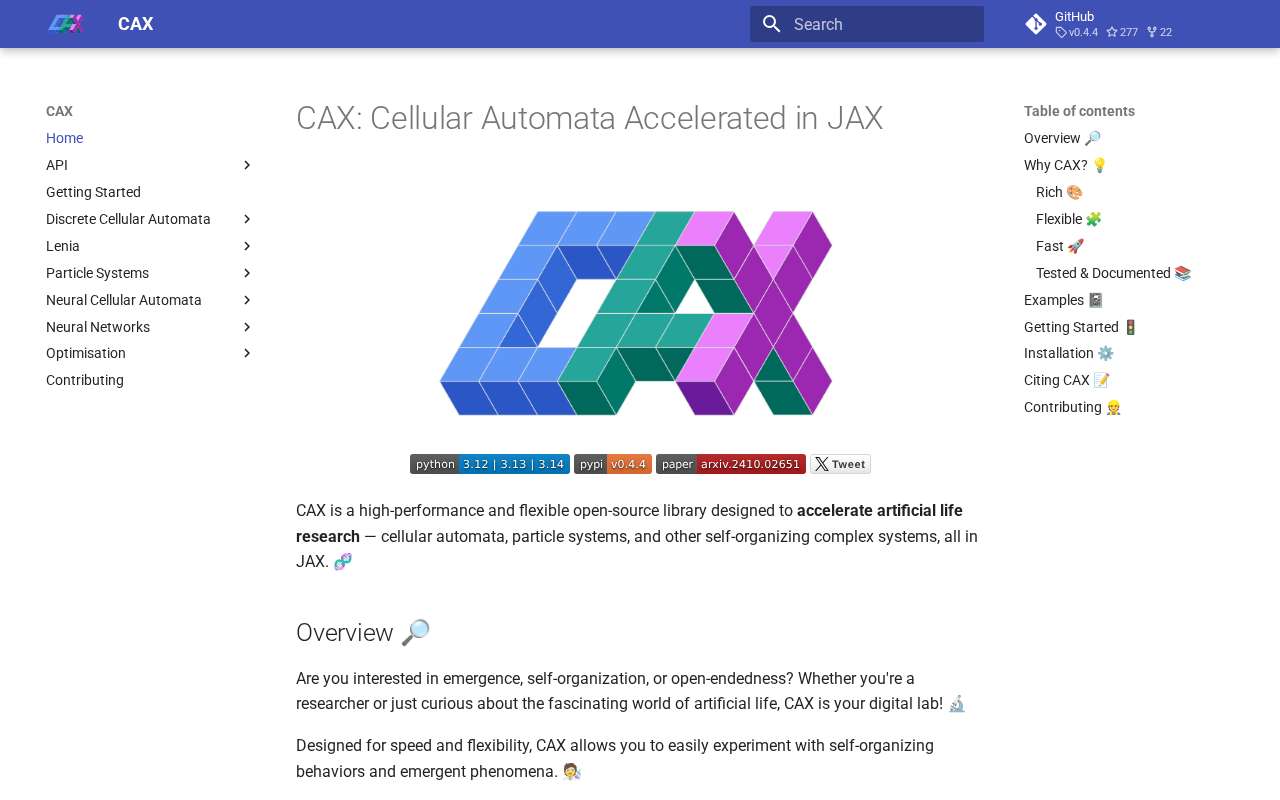 CAX
CAX
Search
GitHub
v0.4.4 277 22
CAX
Home
API
Getting Started
Discrete Cellular Automata
Lenia
Particle Systems
Neural Cellular Automata
Neural Networks
Optimisation
Contributing
CAX: Cellular Automata Accelerated in JAX
CAX
python 3.12 | 3.13 | 3.14 pypi v0.4.4 paper arxiv.2410.02651 X Tweet
CAX is a high-performance and flexible open-source library designed to accelerate artificial life
research — cellular automata, particle systems, and other self-organizing complex systems, all in
JAX. 🧬
Overview 🔎
Are you interested in emergence, self-organization, or open-endedness? Whether you're a
researcher or just curious about the fascinating world of artificial life, CAX is your digital lab! 🔬
Designed for speed and flexibility, CAX allows you to easily experiment with self-organizing
behaviors and emergent phenomena. 🧑‍🔬
Table of contents
Overview 🔎
Why CAX? 💡
Rich 🎨
Flexible 🧩
Fast 🚀
Tested & Documented 📚
Examples 📓
Getting Started 🚦
Installation ⚙️
Citing CAX 📝
Contributing 👷